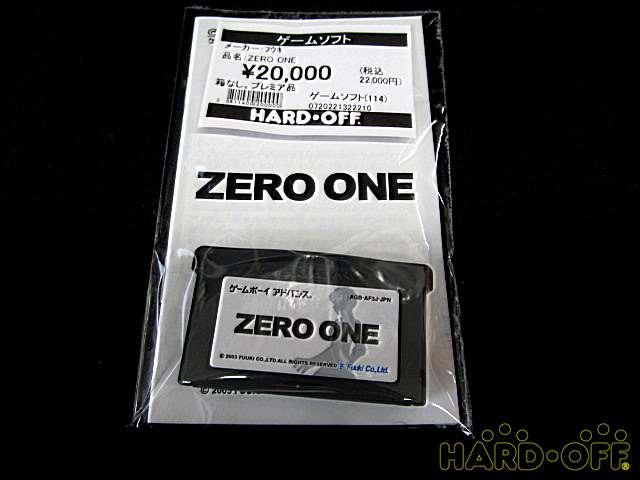 ゲームソフト
メーカー:フウキ
品名:ZERO ONE
¥20,000
(税込
22,000円)
箱なし。プレミア品
ゲームソフト(114)
0720221322210
HARD・OFF
ZERO ONE
ゲームボーイアドバンス。
AGB-AF3J-JPN
ZERO ONE
© 2003 FUUKI CO.,LTD. ALL RIGHTS RESERVED
Fuuki Co.,Ltd.
© 2003 FU
HARD・OFF®